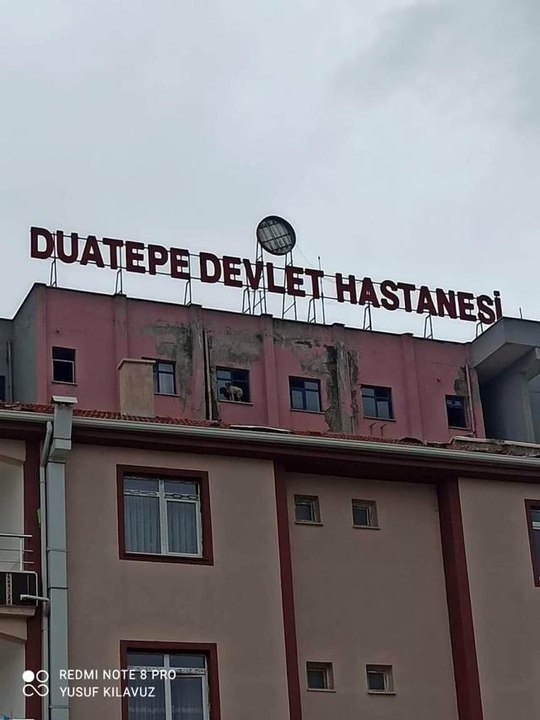 DUATEPE DEVLET HASTANESİ
REDMI NOTE 8 PRO
YUSUF KILAVUZ